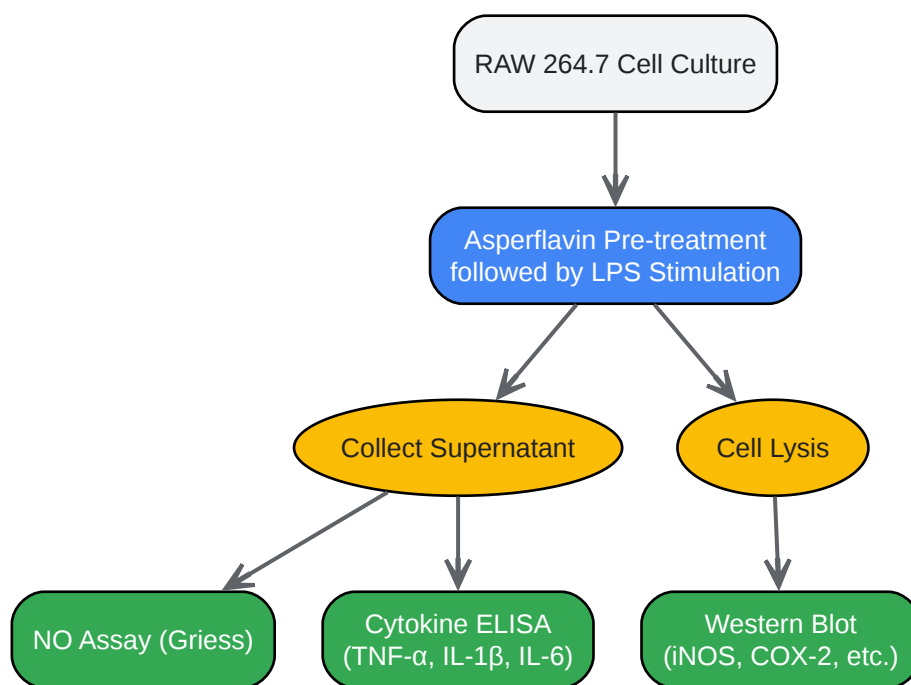 RAW 264.7 Cell Culture
Asperflavin Pre-treatment
followed by LPS Stimulation
Collect Supernatant
Cell Lysis
NO Assay (Griess)
Cytokine ELISA
(TNF-α, IL-1β, IL-6)
Western Blot
(iNOS, COX-2, etc.)